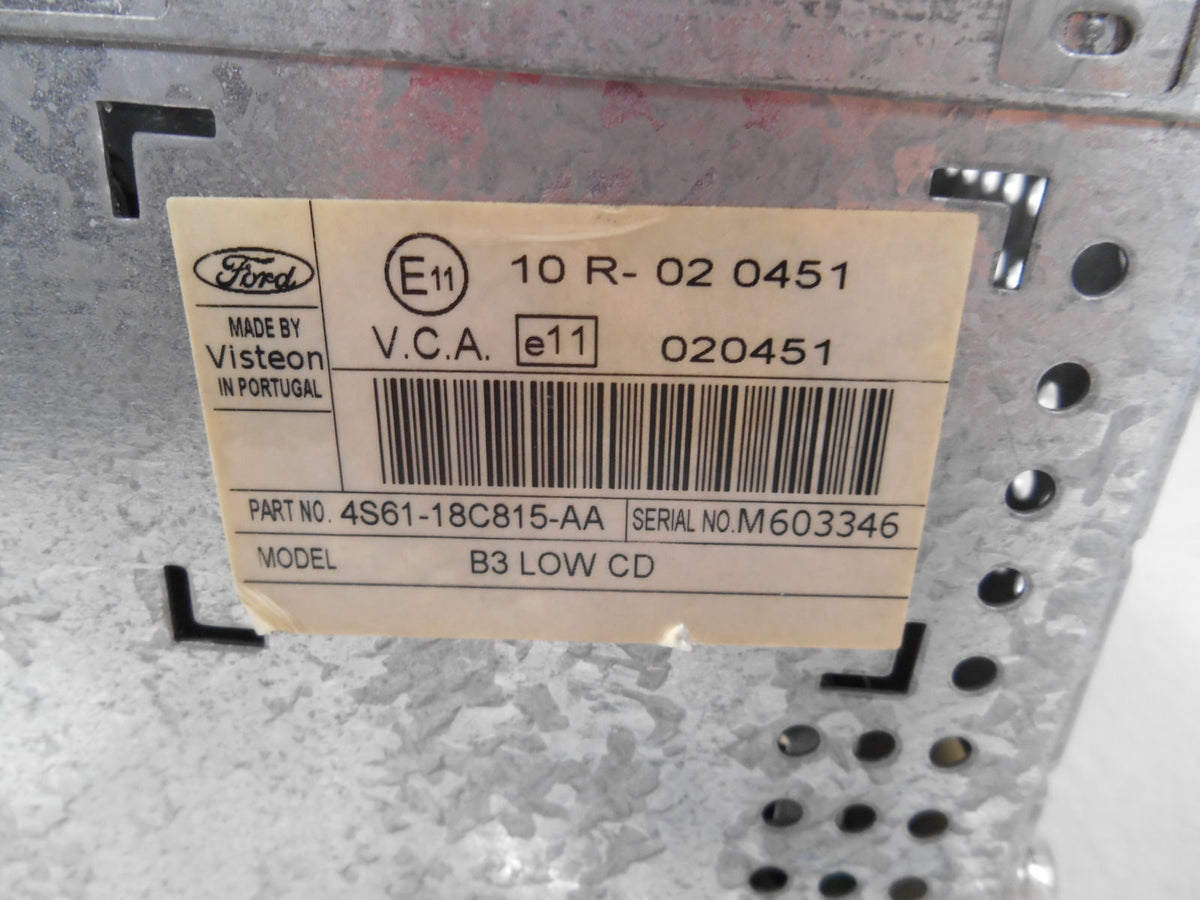 Ford
MADE BY
Visteon
IN PORTUGAL
E11 10 R- 02 0451
V.C.A. e11 020451
PART NO. 4S61-18C815-AA SERIAL NO. M603346
MODEL B3 LOW CD